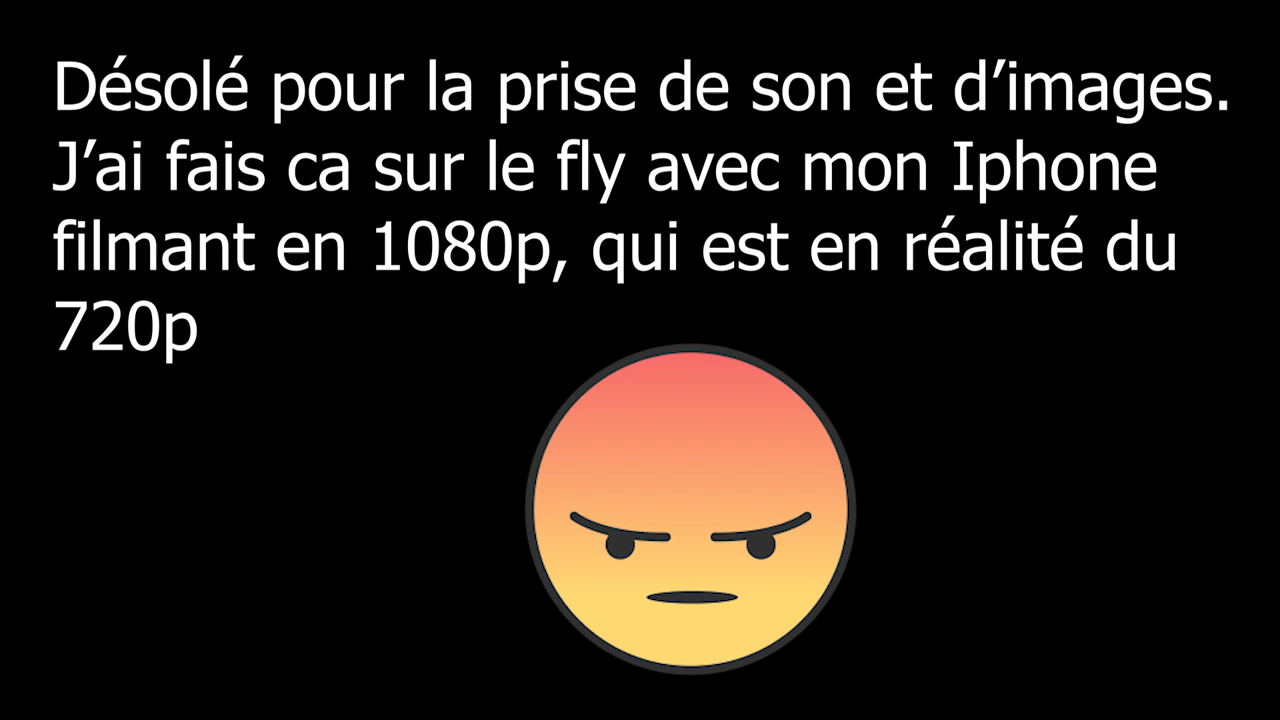 Désolé pour la prise de son et d’images.
J’ai fais ca sur le fly avec mon Iphone
filmant en 1080p, qui est en réalité du
720p